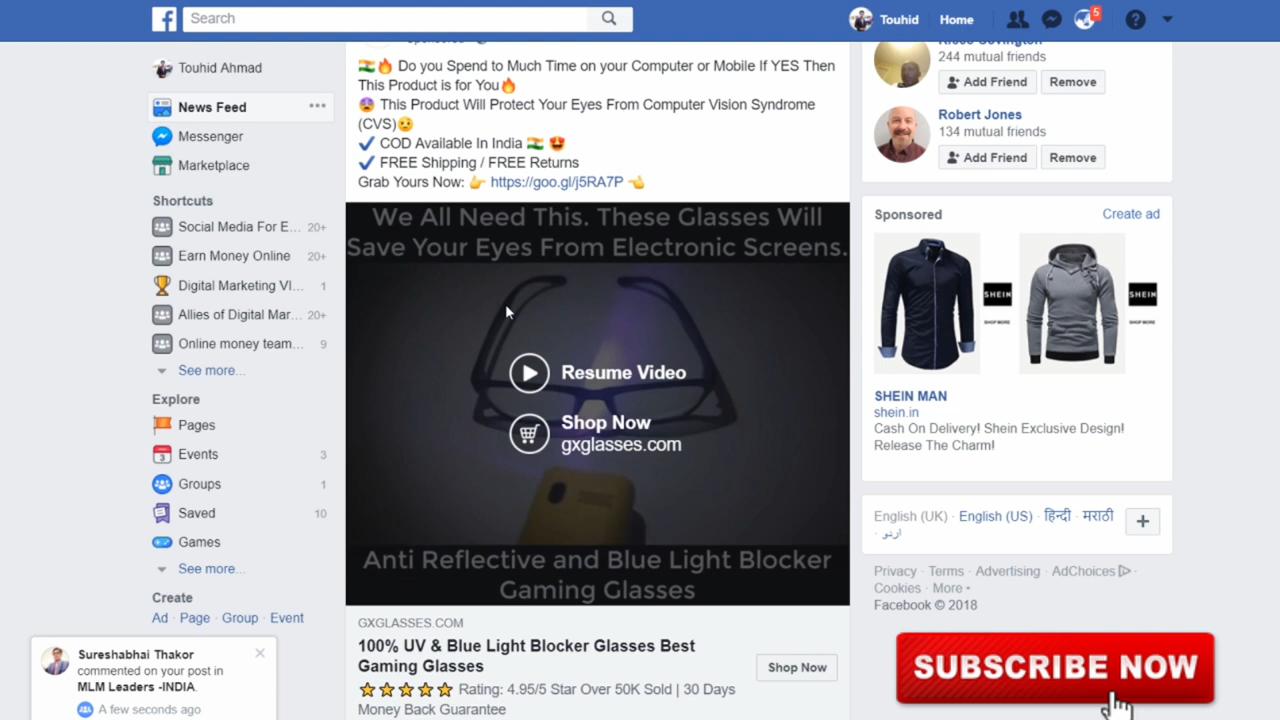 Search
Touhid
Home
5
Touhid Ahmad
News Feed
Messenger
Marketplace
Shortcuts
Social Media For E... 20+
Earn Money Online 20+
Digital Marketing VI... 1
Allies of Digital Mar... 20+
Online money team... 9
See more...
Explore
Pages
Events 3
Groups 1
Saved 10
Games
See more...
Create
Ad · Page · Group · Event
Sureshabhai Thakor
commented on your post in
MLM Leaders -INDIA.
A few seconds ago
🇮🇳🔥 Do you Spend to Much Time on your Computer or Mobile If YES Then
This Product is for You🔥
😨 This Product Will Protect Your Eyes From Computer Vision Syndrome
(CVS)😟
✔ COD Available In India 🇮🇳 😍
✔ FREE Shipping / FREE Returns
Grab Yours Now: 👉 https://goo.gl/j5RA7P 👈
We All Need This. These Glasses Will
Save Your Eyes From Electronic Screens.
Resume Video
Shop Now
gxglasses.com
Anti Reflective and Blue Light Blocker
Gaming Glasses
GXGLASSES.COM
100% UV & Blue Light Blocker Glasses Best
Gaming Glasses
Shop Now
⭐⭐⭐⭐⭐ Rating: 4.95/5 Star Over 50K Sold | 30 Days
Money Back Guarantee
244 mutual friends
Add Friend Remove
Robert Jones
134 mutual friends
Add Friend Remove
Sponsored Create ad
SHEIN
SHOP MORE
SHEIN
SHOP MORE
SHEIN MAN
shein.in
Cash On Delivery! Shein Exclusive Design!
Release The Charm!
English (UK) · English (US) · हिन्दी · मराठी
· اردو
Privacy · Terms · Advertising · AdChoices ·
Cookies · More
Facebook © 2018
SUBSCRIBE NOW